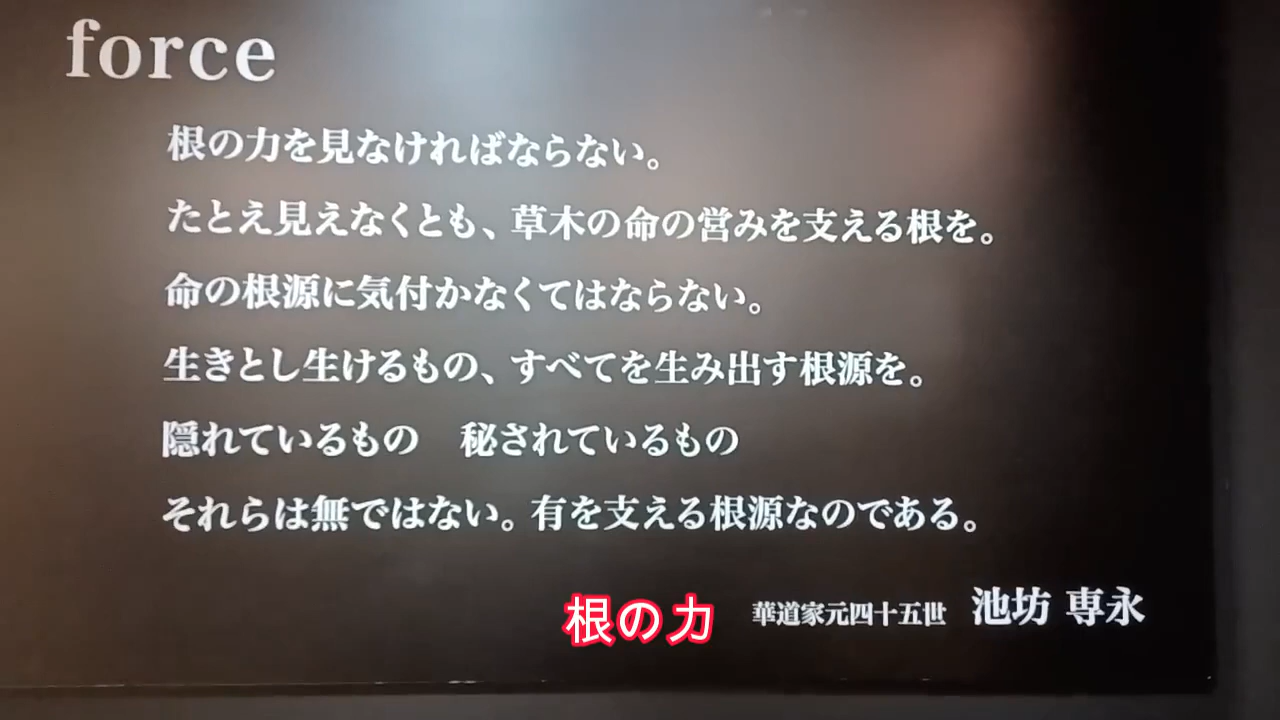 force
根の力を見なければならない。
たとえ見えなくとも、草木の命の営みを支える根を。
命の根源に気付かなくてはならない。
生きとし生けるもの、すべてを生み出す根源を。
隠れているもの　秘されているもの
それらは無ではない。有を支える根源なのである。
根の力
華道家元四十五世　池坊 専永